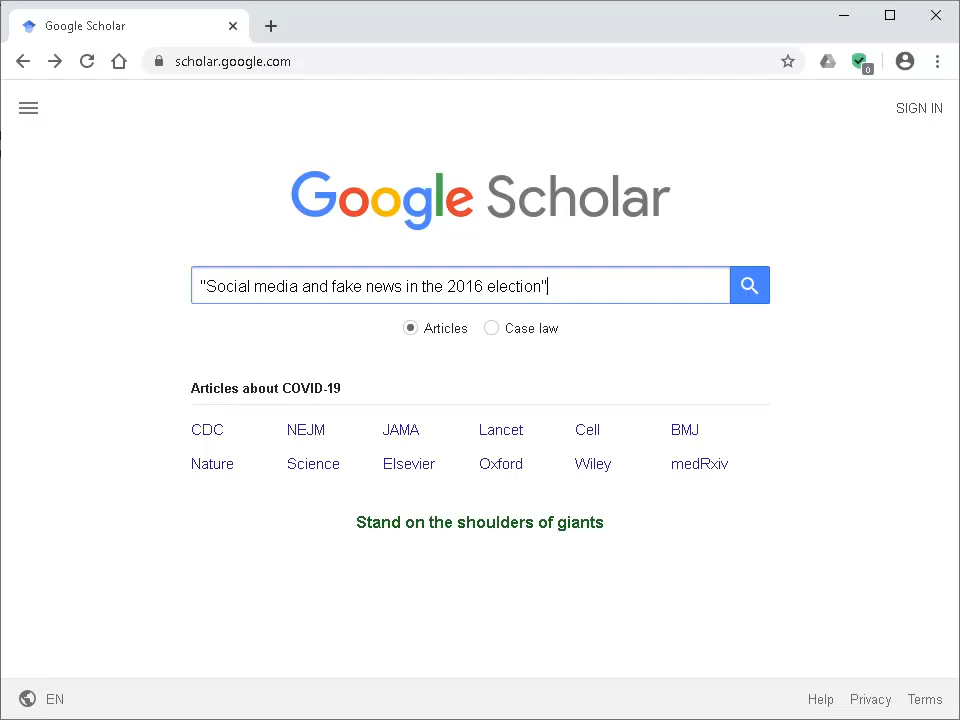 Google Scholar
scholar.google.com
0
SIGN IN
Google Scholar
"Social media and fake news in the 2016 election"
Articles Case law
Articles about COVID-19
CDC NEJM JAMA Lancet Cell BMJ
Nature Science Elsevier Oxford Wiley medRxiv
Stand on the shoulders of giants
EN Help Privacy Terms